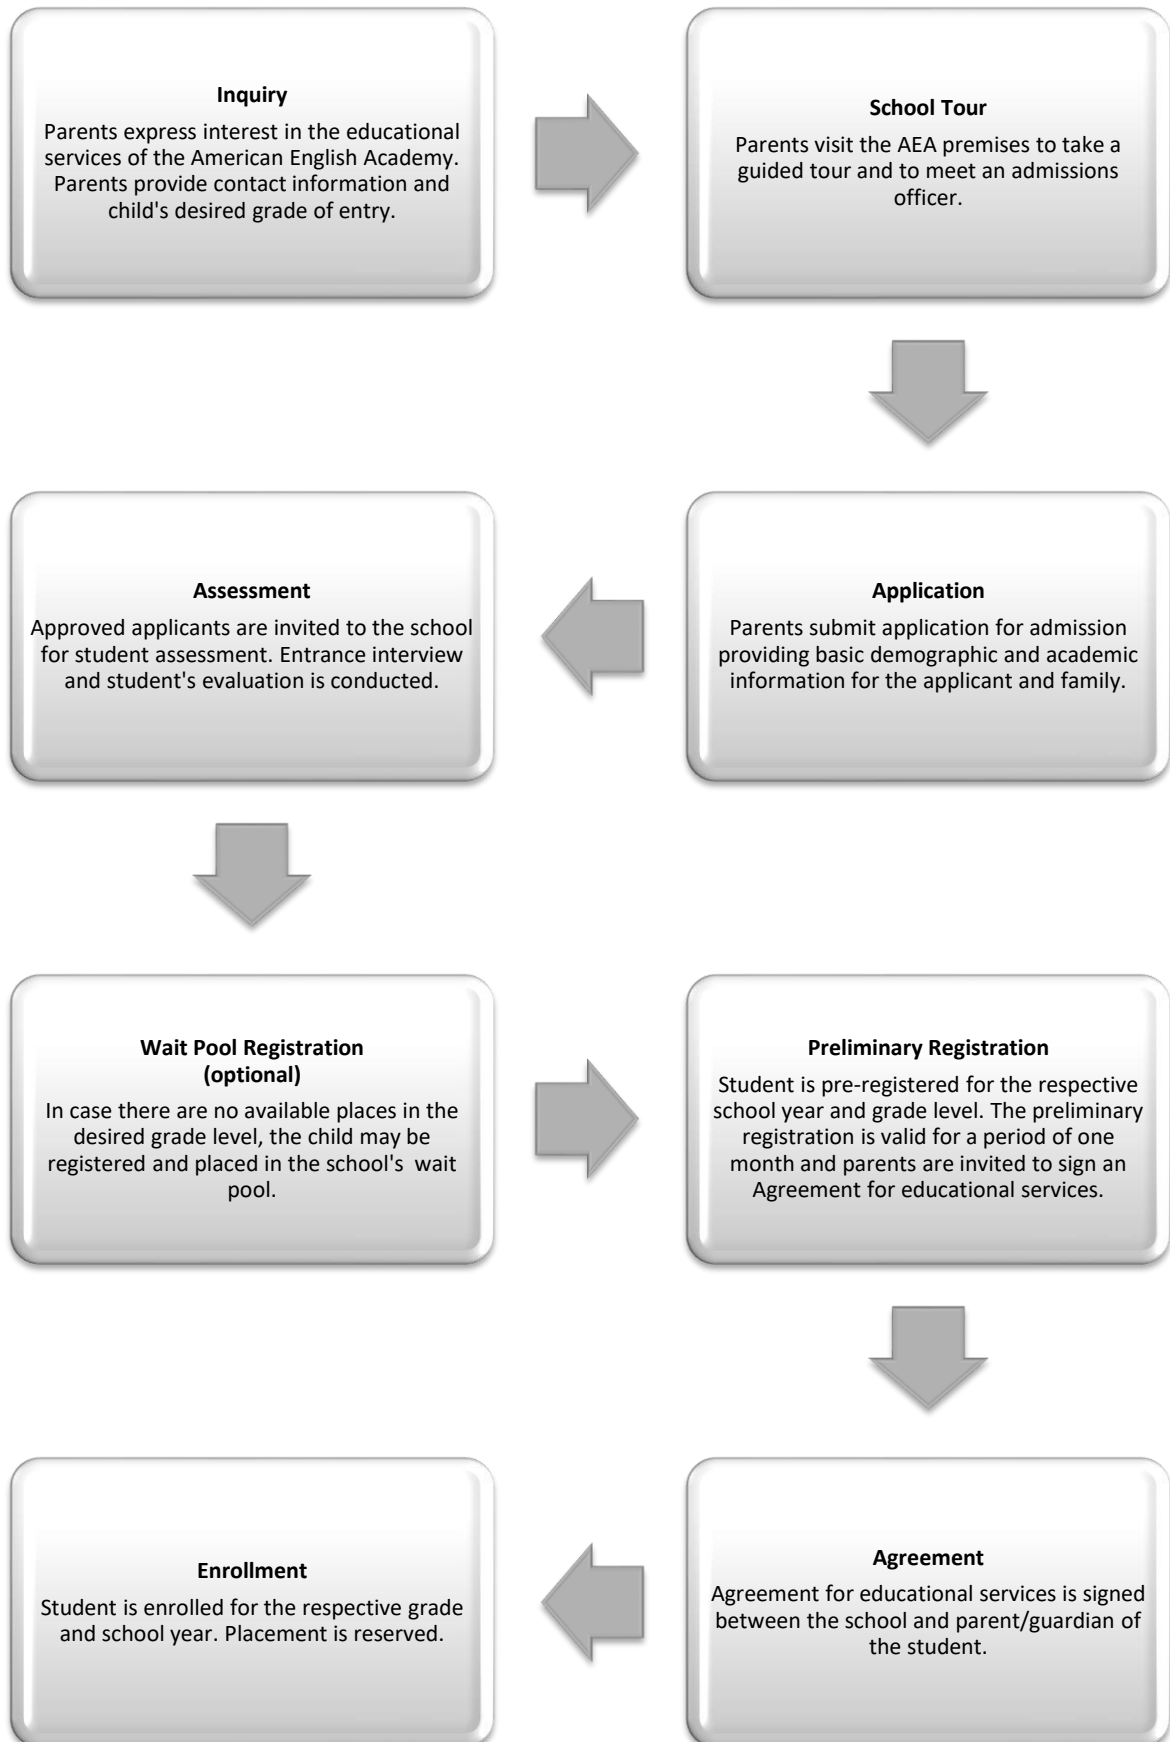 Inquiry
Parents express interest in the educational
services of the American English Academy.
Parents provide contact information and
child's desired grade of entry.
School Tour
Parents visit the AEA premises to take a
guided tour and to meet an admissions
officer.
Application
Parents submit application for admission
providing basic demographic and academic
information for the applicant and family.
Assessment
Approved applicants are invited to the school
for student assessment. Entrance interview
and student's evaluation is conducted.
Wait Pool Registration
(optional)
In case there are no available places in the
desired grade level, the child may be
registered and placed in the school's  wait
pool.
Preliminary Registration
Student is pre-registered for the respective
school year and grade level. The preliminary
registration is valid for a period of one
month and parents are invited to sign an
Agreement for educational services.
Agreement
Agreement for educational services is signed
between the school and parent/guardian of
the student.
Enrollment
Student is enrolled for the respective grade
and school year. Placement is reserved.